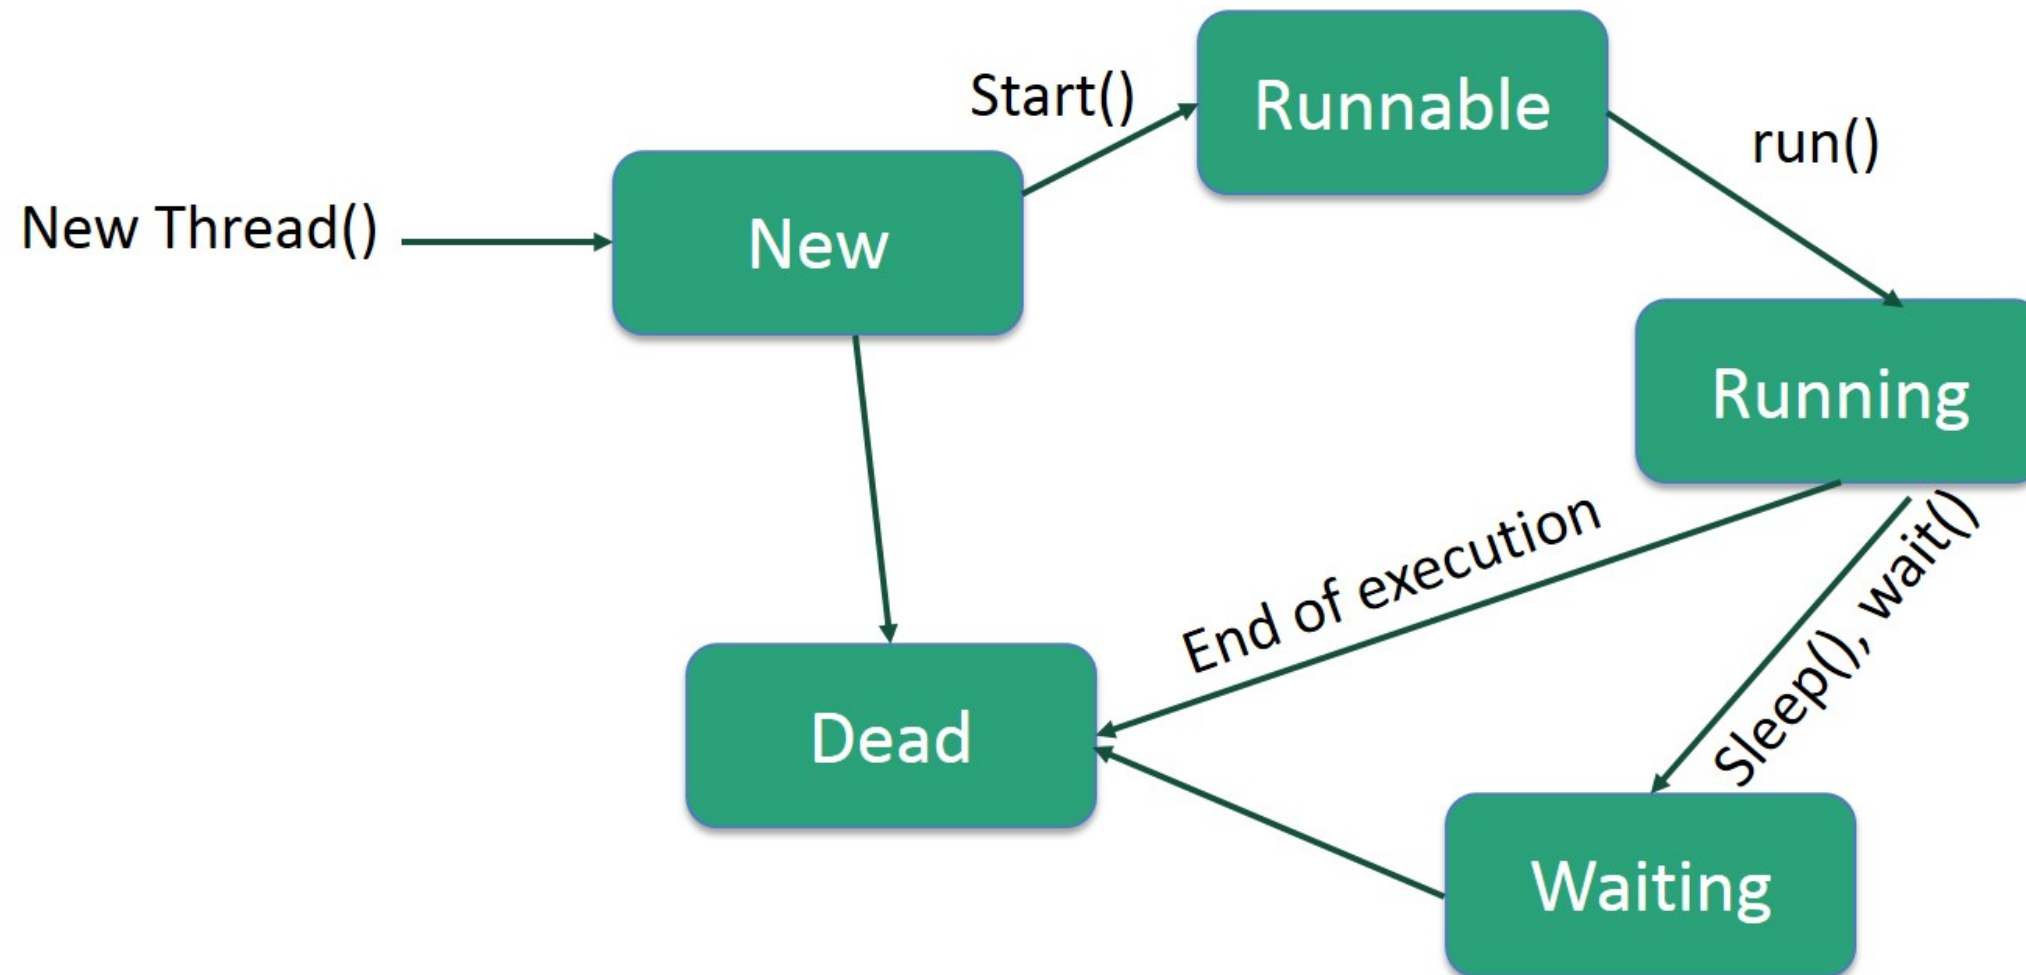 Start()
Runnable
run()
New Thread()
New
Running
End of execution
Sleep(), wait()
Dead
Waiting